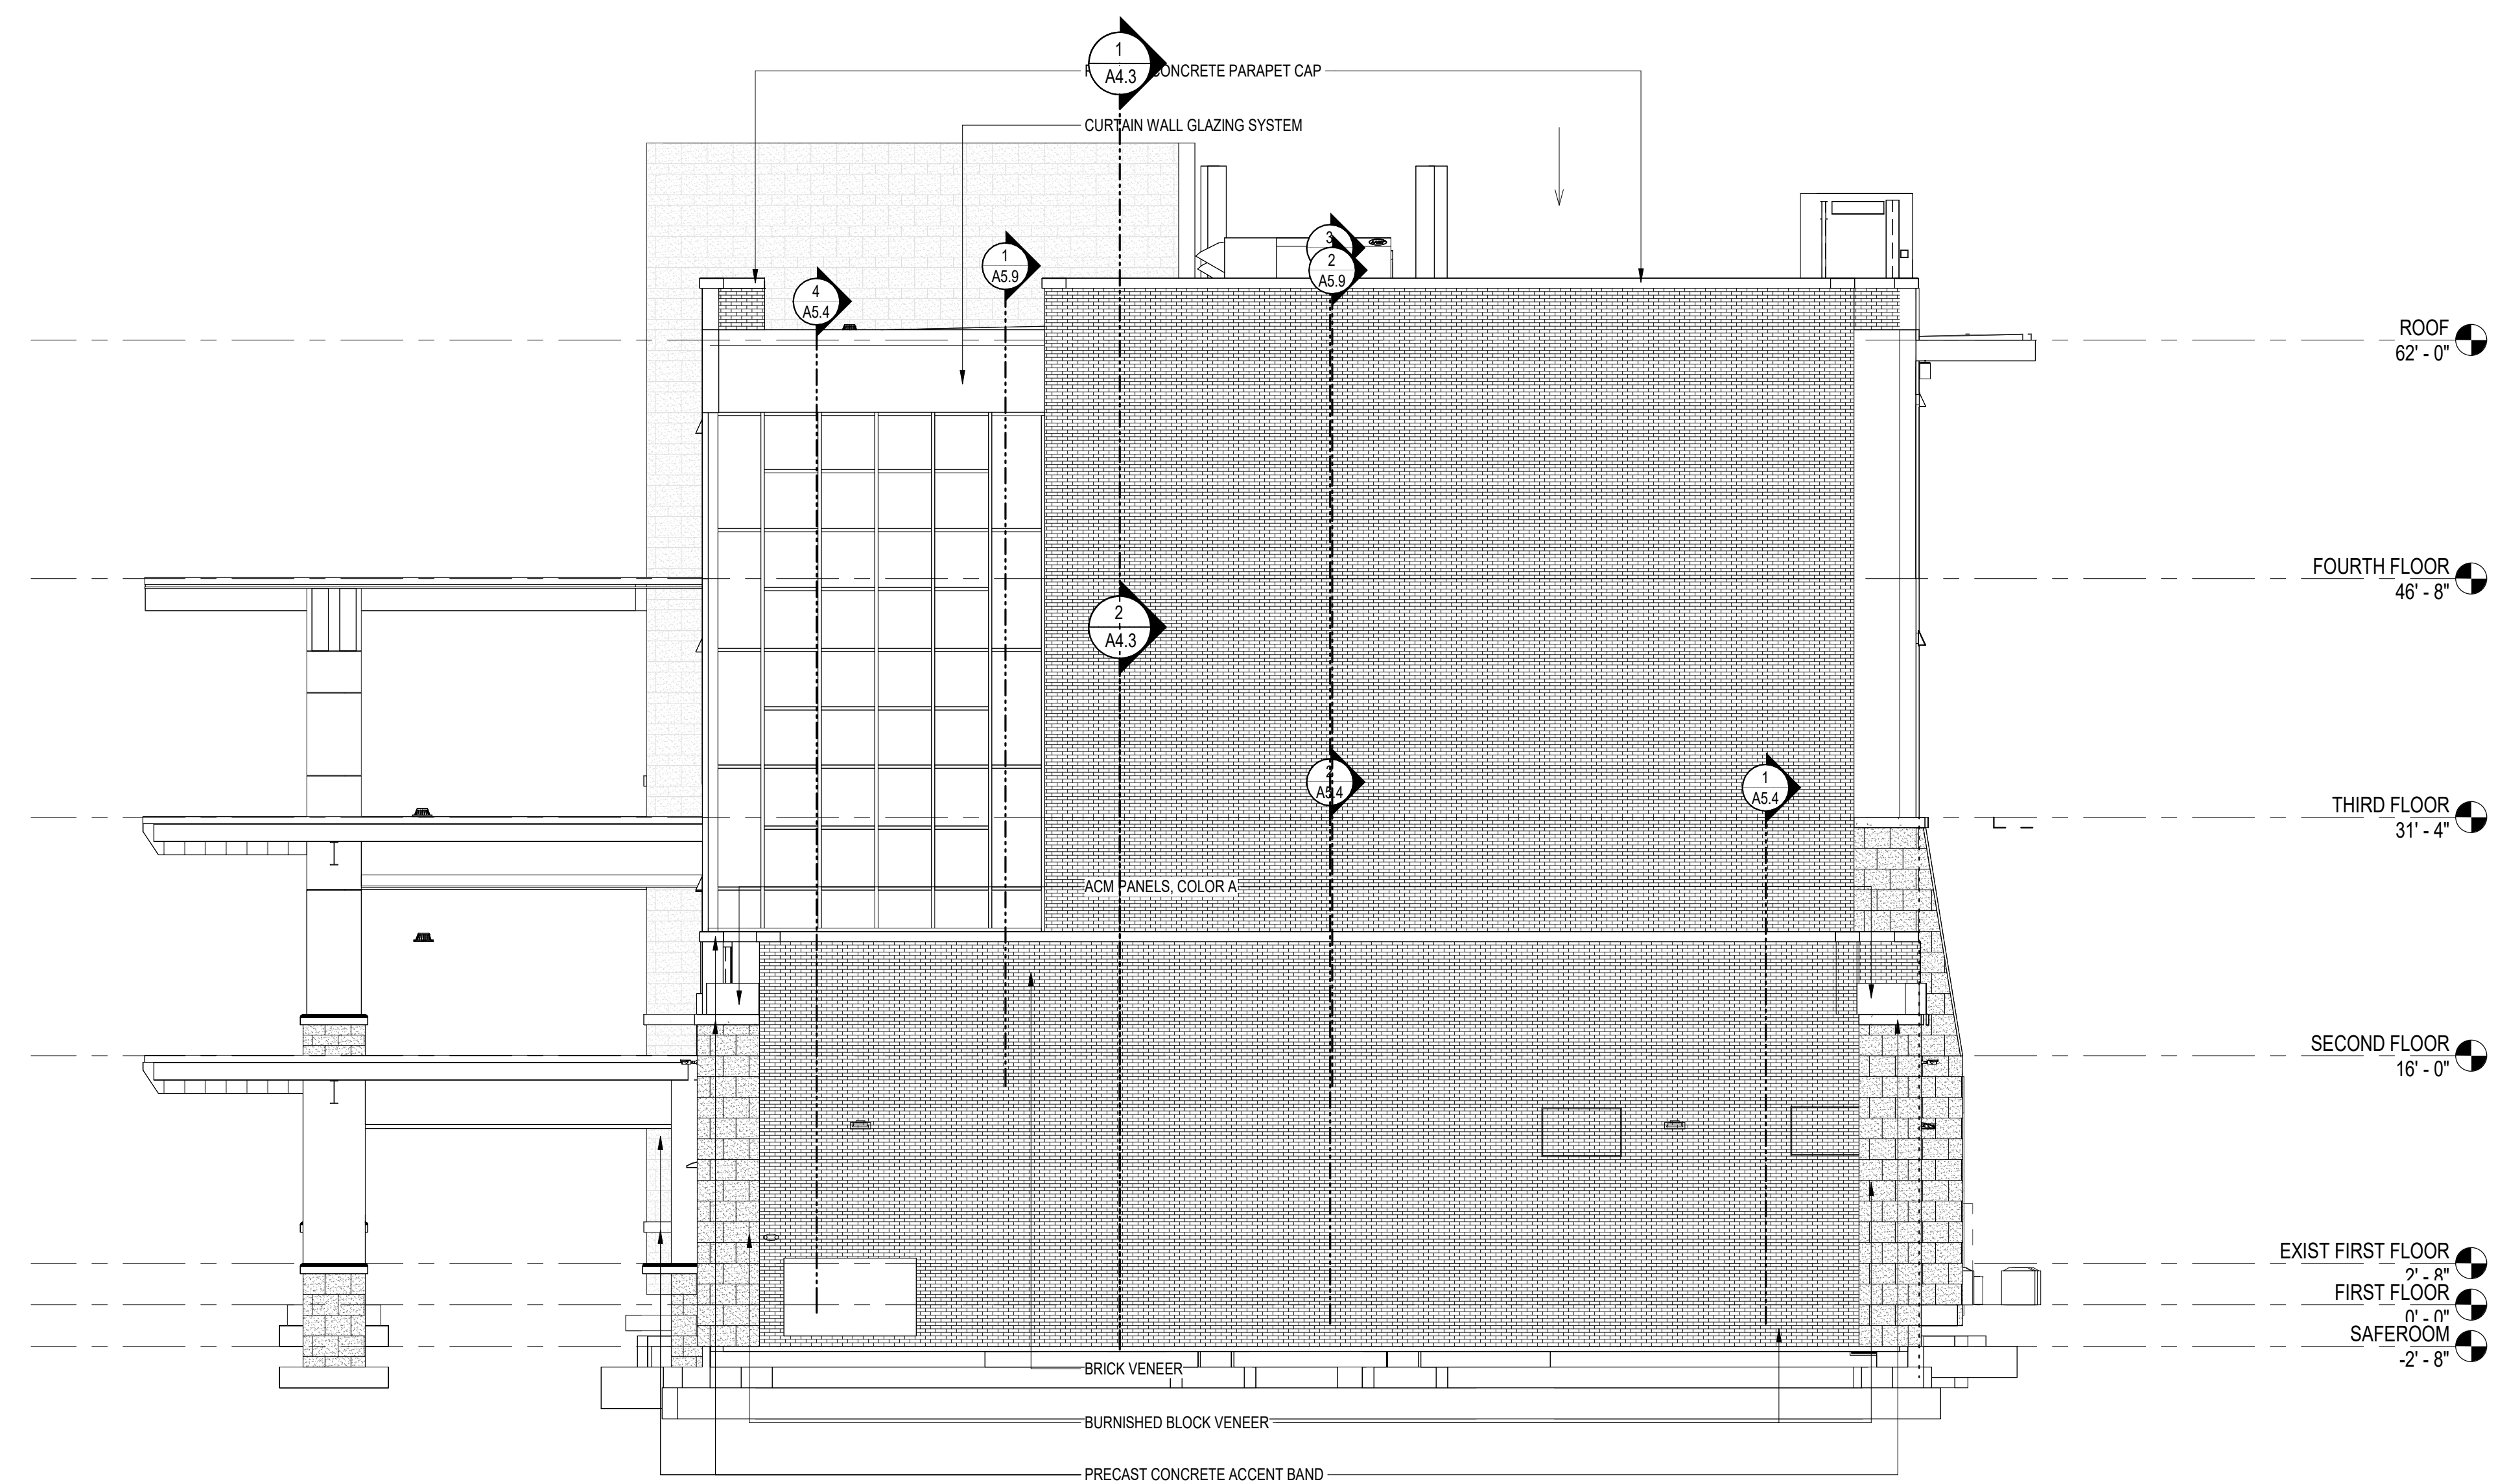 1
A4.3
CONCRETE PARAPET CAP
CURTAIN WALL GLAZING SYSTEM
3
2
A5.9
1
A5.9
4
A5.4
ROOF
62' - 0"
FOURTH FLOOR
46' - 8"
2
A4.3
A5.4
1
A5.4
THIRD FLOOR
31' - 4"
ACM PANELS, COLOR A
SECOND FLOOR
16' - 0"
EXIST FIRST FLOOR
2' - 8"
FIRST FLOOR
0' - 0"
SAFEROOM
-2' - 8"
BRICK VENEER
BURNISHED BLOCK VENEER
PRECAST CONCRETE ACCENT BAND